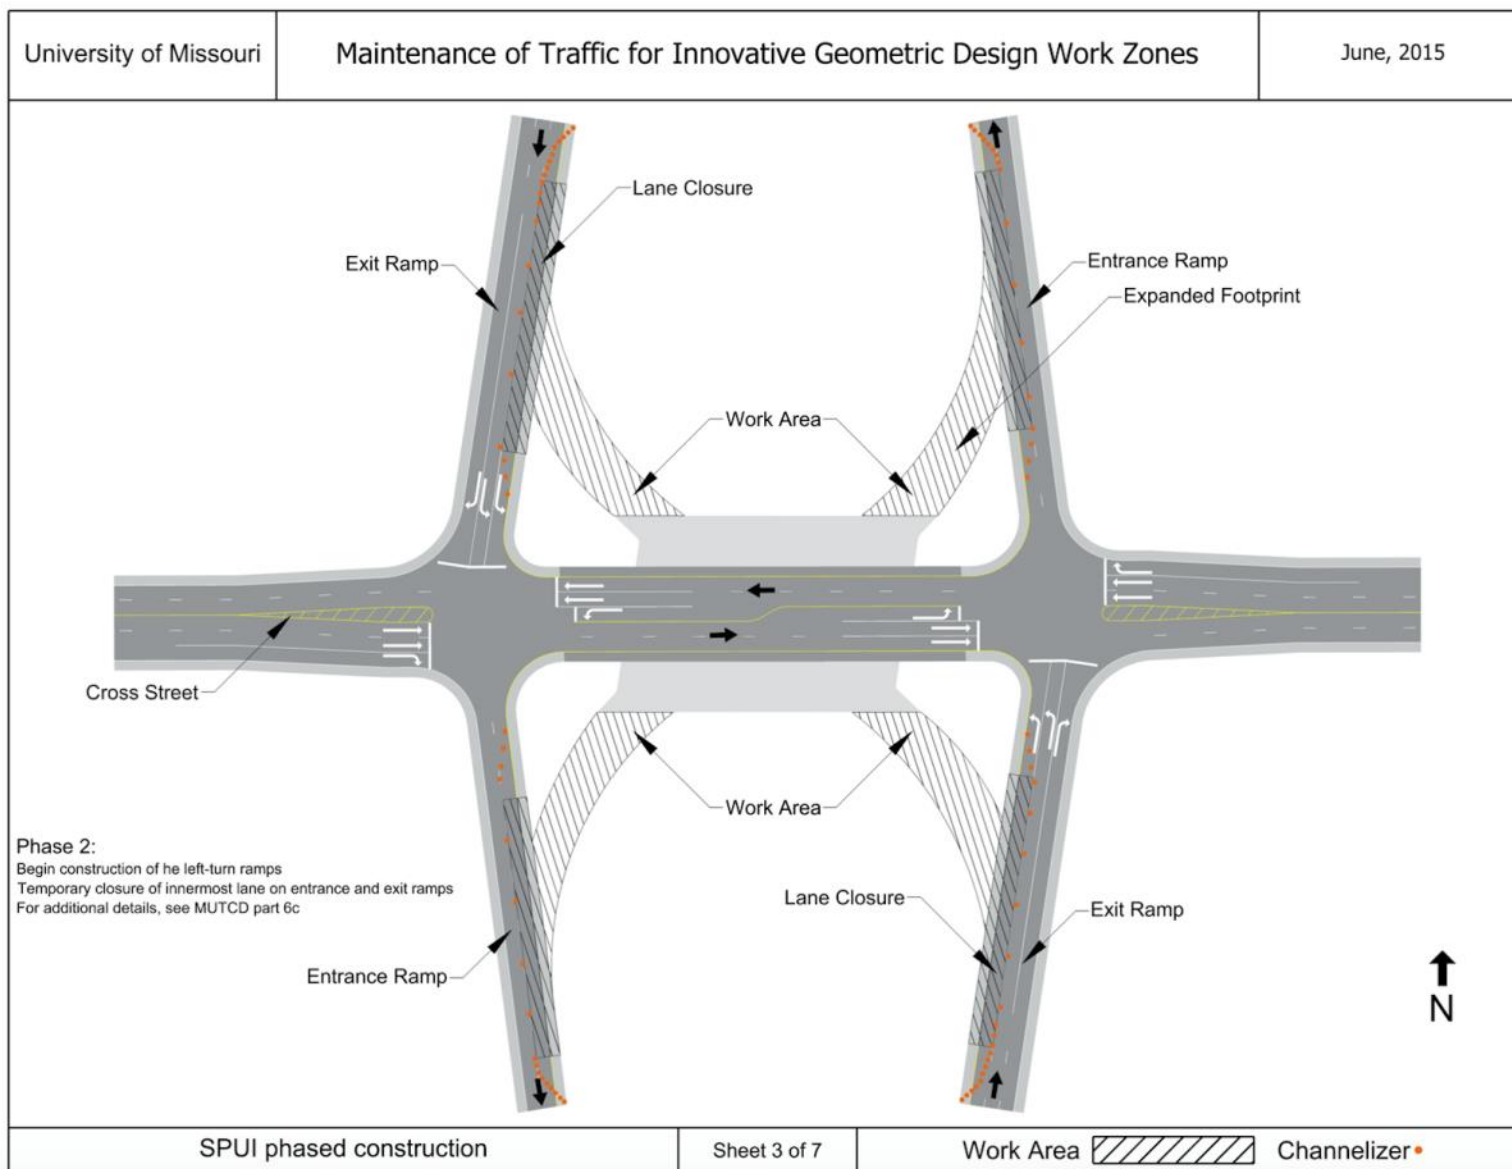 University of Missouri
Maintenance of Traffic for Innovative Geometric Design Work Zones
June, 2015
Lane Closure
Exit Ramp
Entrance Ramp
Expanded Footprint
Work Area
Cross Street
Work Area
Phase 2:
Begin construction of he left-turn ramps
Temporary closure of innermost lane on entrance and exit ramps
For additional details, see MUTCD part 6c
Lane Closure
Exit Ramp
Entrance Ramp
N
SPUI phased construction
Sheet 3 of 7
Work Area
Channelizer